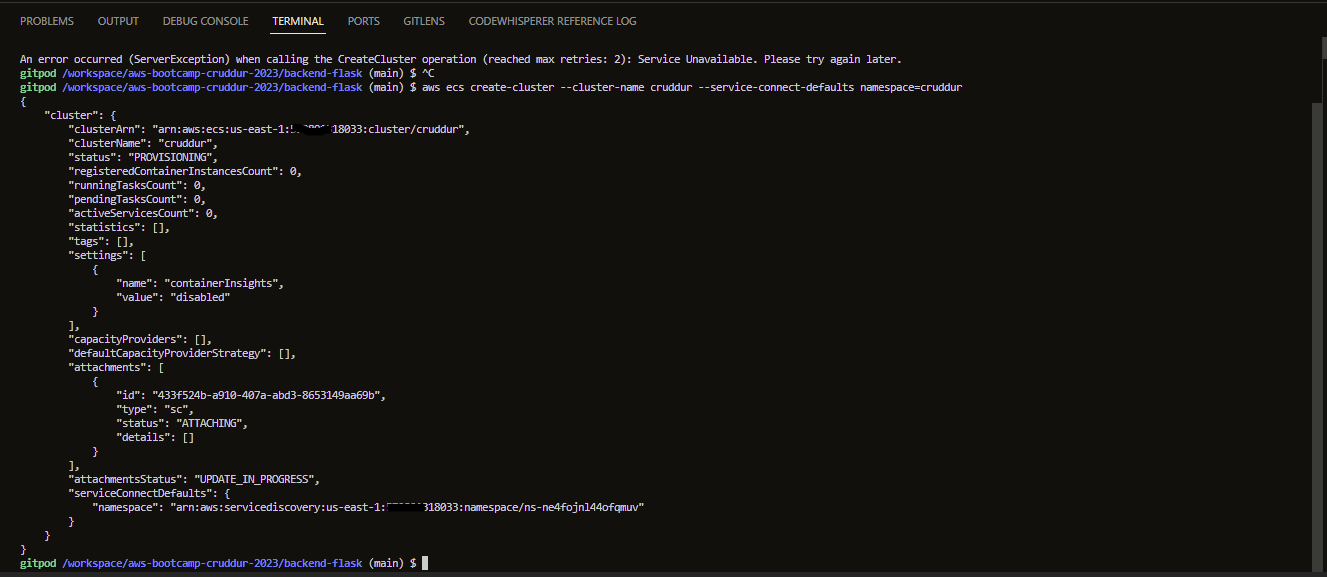 PROBLEMS OUTPUT DEBUG CONSOLE TERMINAL PORTS GITLENS CODEWHISPERER REFERENCE LOG
An error occurred (ServerException) when calling the CreateCluster operation (reached max retries: 2): Service Unavailable. Please try again later.
gitpod /workspace/aws-bootcamp-cruddur-2023/backend-flask (main) $ ^C
gitpod /workspace/aws-bootcamp-cruddur-2023/backend-flask (main) $ aws ecs create-cluster --cluster-name cruddur --service-connect-defaults namespace=cruddur
{
    "cluster": {
        "clusterArn": "arn:aws:ecs:us-east-1: 18033:cluster/cruddur",
        "clusterName": "cruddur",
        "status": "PROVISIONING",
        "registeredContainerInstancesCount": 0,
        "runningTasksCount": 0,
        "pendingTasksCount": 0,
        "activeServicesCount": 0,
        "statistics": [],
        "tags": [],
        "settings": [
            {
                "name": "containerInsights",
                "value": "disabled"
            }
        ],
        "capacityProviders": [],
        "defaultCapacityProviderStrategy": [],
        "attachments": [
            {
                "id": "433f524b-a910-407a-abd3-8653149aa69b",
                "type": "sc",
                "status": "ATTACHING",
                "details": []
            }
        ],
        "attachmentsStatus": "UPDATE_IN_PROGRESS",
        "serviceConnectDefaults": {
            "namespace": "arn:aws:servicediscovery:us-east-1: 318033:namespace/ns-ne4fojnl44ofqmuv"
        }
    }
}
gitpod /workspace/aws-bootcamp-cruddur-2023/backend-flask (main) $